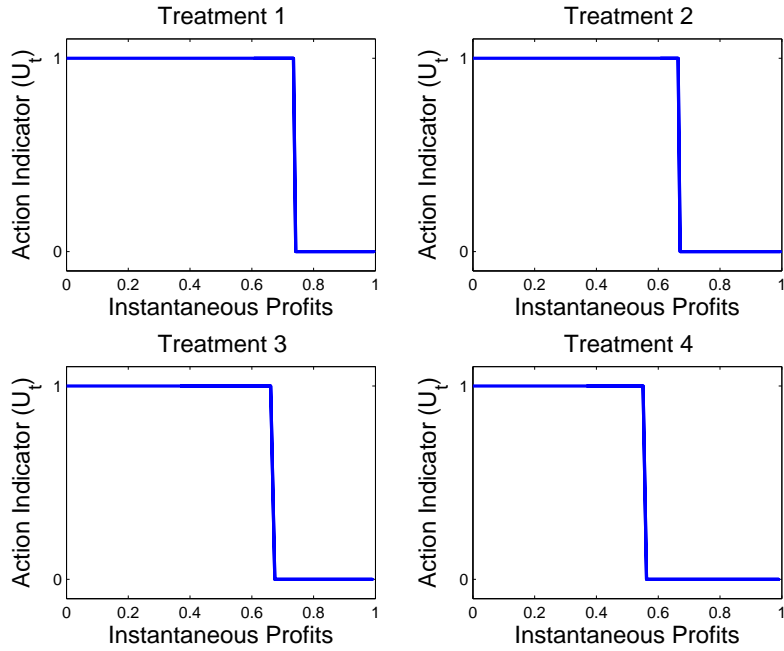 Treatment 1
Action Indicator (U_t)
1
0
0 0.2 0.4 0.6 0.8 1
Instantaneous Profits
Treatment 2
Action Indicator (U_t)
1
0
0 0.2 0.4 0.6 0.8 1
Instantaneous Profits
Treatment 3
Action Indicator (U_t)
1
0
0 0.2 0.4 0.6 0.8 1
Instantaneous Profits
Treatment 4
Action Indicator (U_t)
1
0
0 0.2 0.4 0.6 0.8 1
Instantaneous Profits